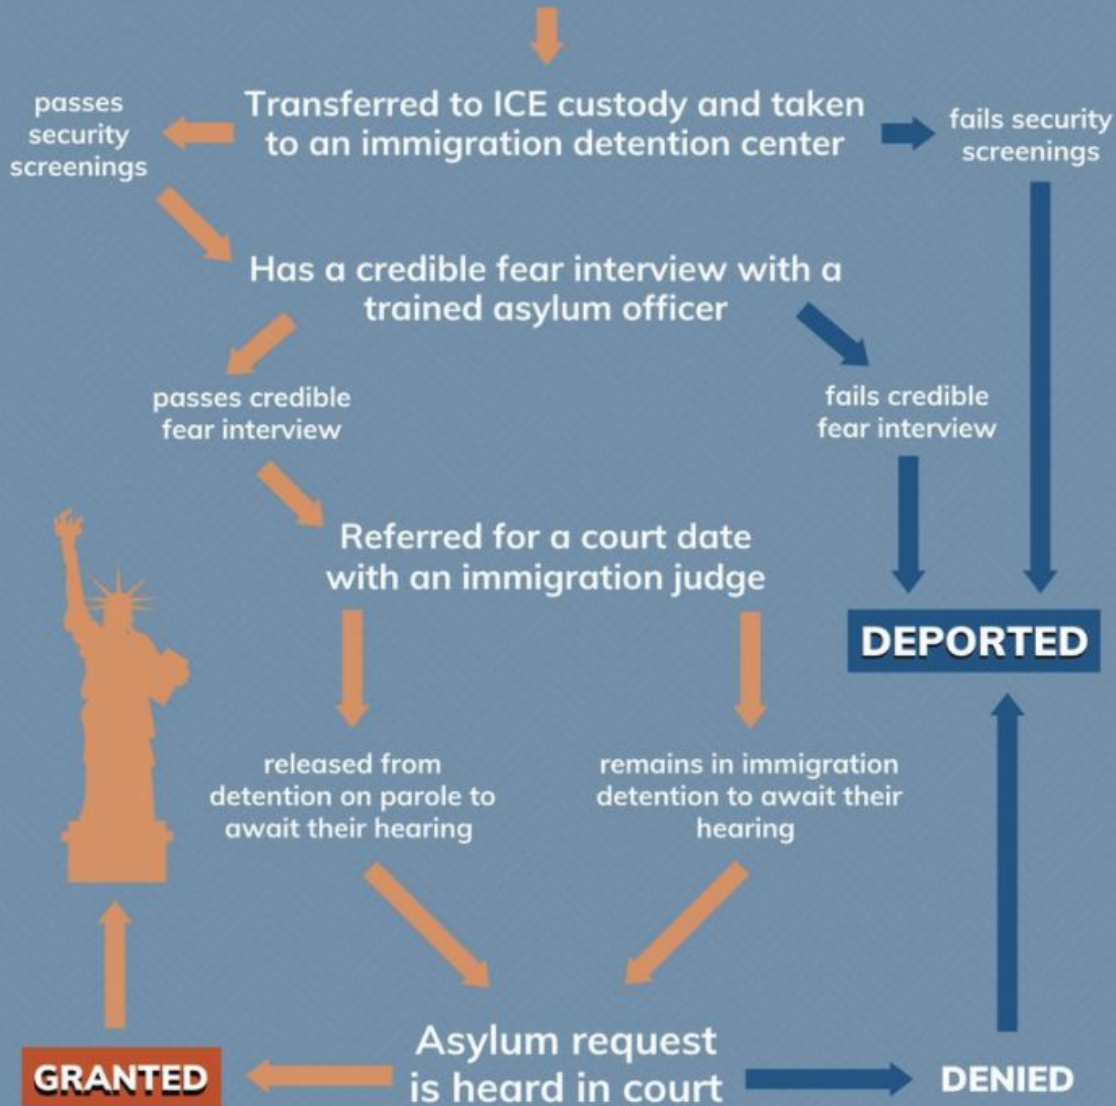 Transferred to ICE custody and taken
to an immigration detention center
passes
security
screenings
fails security
screenings
Has a credible fear interview with a
trained asylum officer
passes credible
fear interview
fails credible
fear interview
Referred for a court date
with an immigration judge
DEPORTED
released from
detention on parole to
await their hearing
remains in immigration
detention to await their
hearing
Asylum request
is heard in court
GRANTED
DENIED